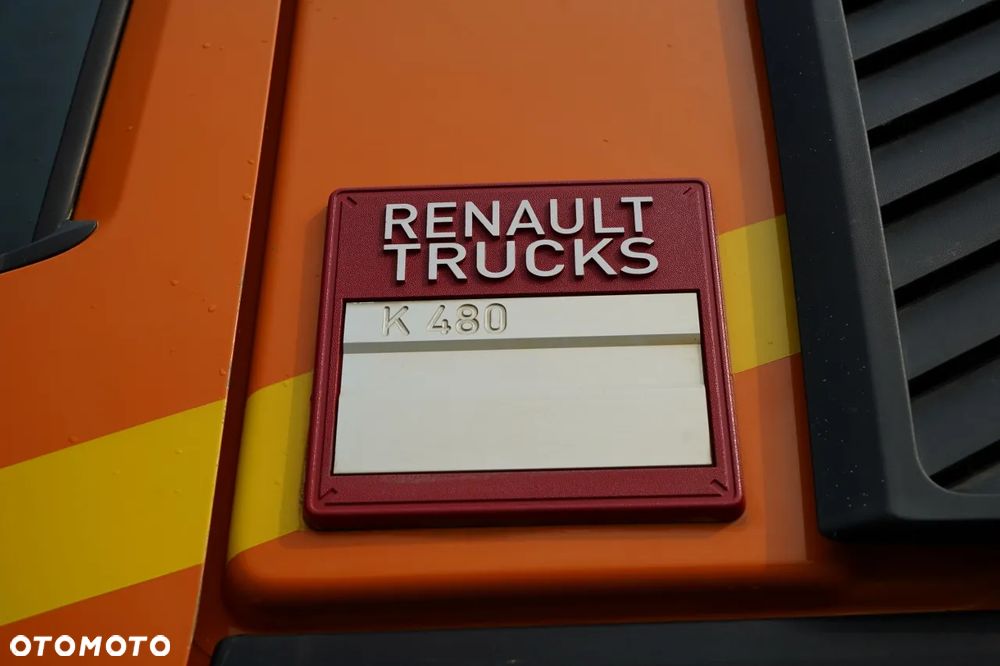 RENAULT
TRUCKS
K 480
OTOMOTO